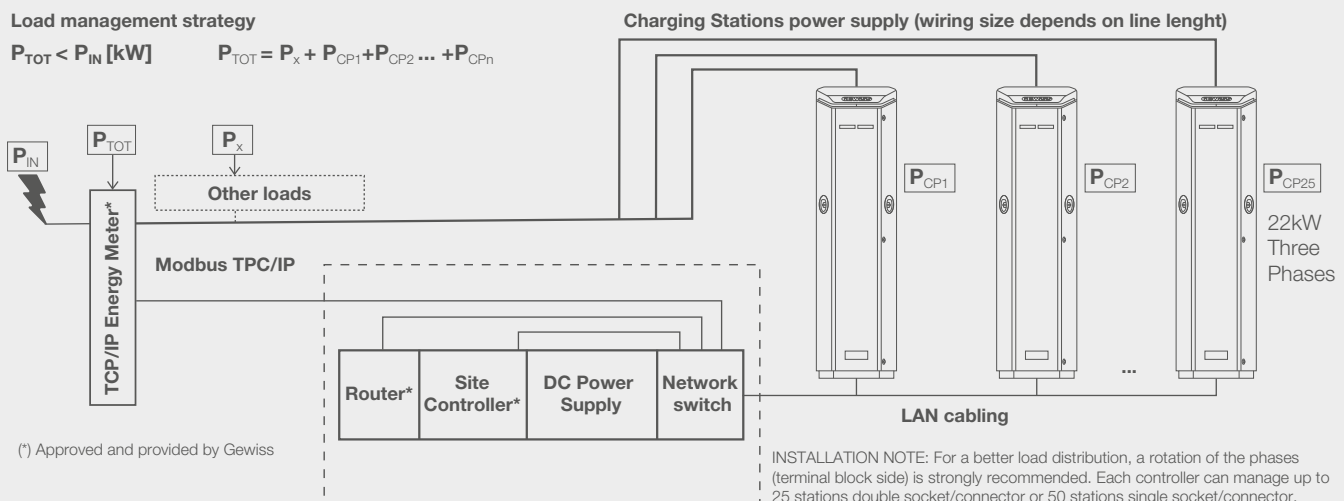 Load management strategy
Charging Stations power supply (wiring size depends on line lenght)
PTOT < PIN [kW]
PTOT = Px + PCP1+PCP2 ... +PCPn
PIN
PTOT
Px
Other loads
TCP/IP Energy Meter*
Modbus TPC/IP
PCP1
PCP2
PCP25
22kW
Three
Phases
...
Router*
Site
Controller*
DC Power
Supply
Network
switch
LAN cabling
(*) Approved and provided by Gewiss
INSTALLATION NOTE: For a better load distribution, a rotation of the phases
(terminal block side) is strongly recommended. Each controller can manage up to
25 stations double socket/connector or 50 stations single socket/connector.